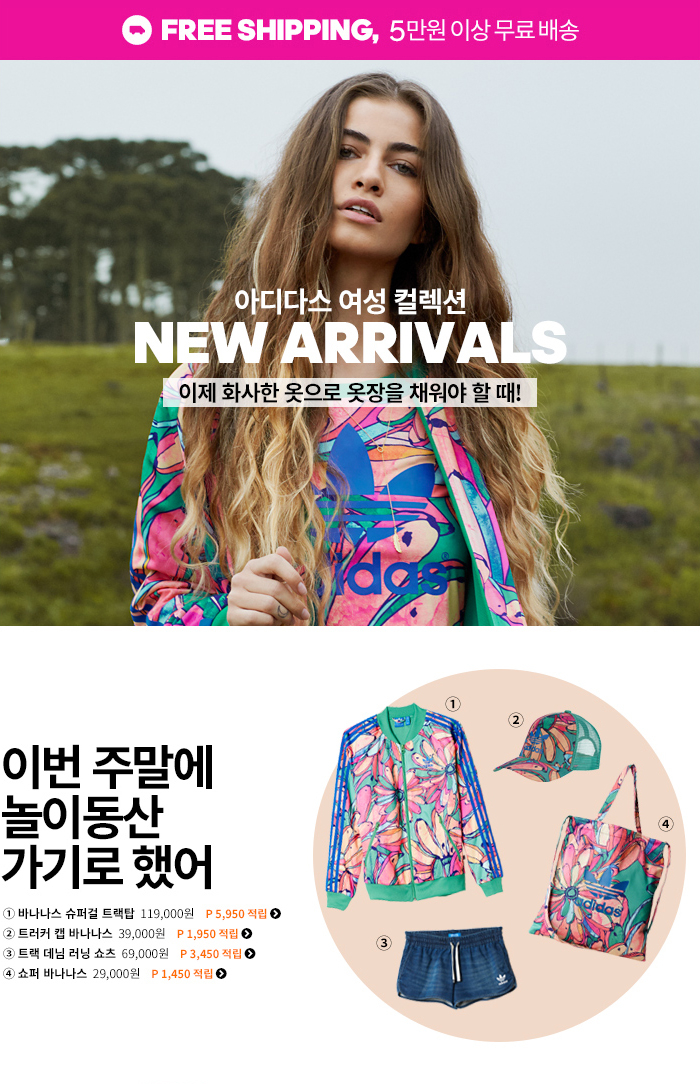 FREE SHIPPING, 5만원 이상 무료 배송
아디다스 여성 컬렉션
NEW ARRIVALS
이제 화사한 옷으로 옷장을 채워야 할 때!
adidas
①
②
adidas
④
③
이번 주말에
놀이동산
가기로 했어
① 바나나스 슈퍼걸 트랙탑 119,000원 P 5,950 적립
② 트러커 캡 바나나스 39,000원 P 1,950 적립
③ 트랙 데님 러닝 쇼츠 69,000원 P 3,450 적립
④ 쇼퍼 바나나스 29,000원 P 1,450 적립